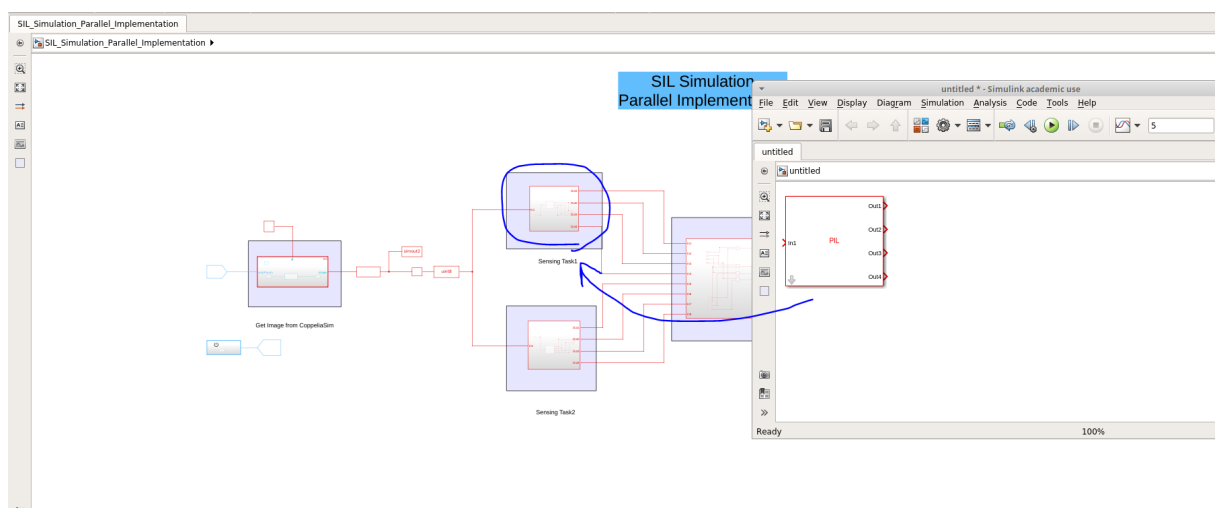 SIL_Simulation_Parallel_Implementation
SIL_Simulation_Parallel_Implementation
SIL Simulation
Parallel Implement
untitled * - Simulink academic use
File Edit View Display Diagram Simulation Analysis Code Tools Help
5
untitled
untitled
In1
PIL
Out1
Out2
Out3
Out4
Ready
100%
simout2
uint8
Sensing Task1
Get Image from CoppeliaSim
Sensing Task2